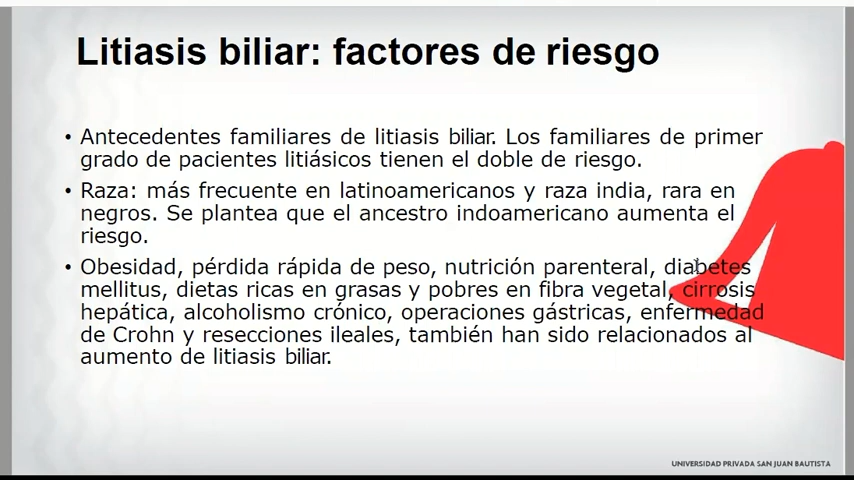 Litiasis biliar: factores de riesgo
• Antecedentes familiares de litiasis biliar. Los familiares de primer
grado de pacientes litiásicos tienen el doble de riesgo.
• Raza: más frecuente en latinoamericanos y raza india, rara en
negros. Se plantea que el ancestro indoamericano aumenta el
riesgo.
• Obesidad, pérdida rápida de peso, nutrición parenteral, diabetes
mellitus, dietas ricas en grasas y pobres en fibra vegetal, cirrosis
hepática, alcoholismo crónico, operaciones gástricas, enfermedad
de Crohn y resecciones ileales, también han sido relacionados al
aumento de litiasis biliar.
UNIVERSIDAD PRIVADA SAN JUAN BAUTISTA